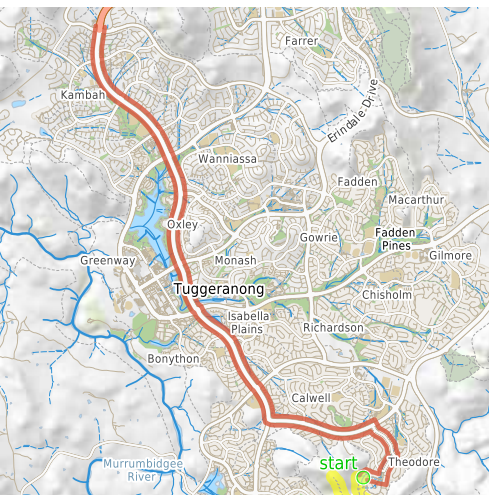 Farrer
Kambah
Erindale Drive
Wanniassa
Fadden
Macarthur
Oxley
Gowrie
Fadden
Pines
Gilmore
Greenway
Monash
Tuggeranong
Chisholm
Isabella
Plains
Richardson
Bonython
Calwell
start
Theodore
Murrumbidgee
River